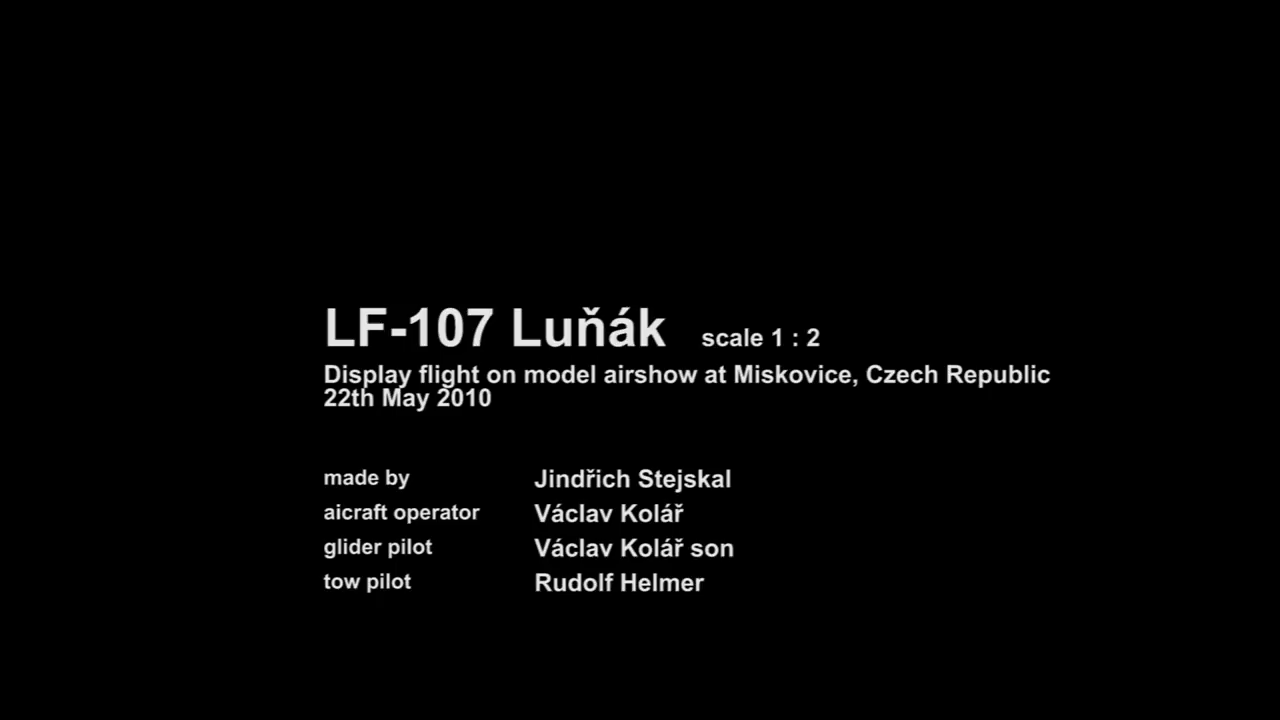 LF-107 Luňák scale 1 : 2
Display flight on model airshow at Miskovice, Czech Republic
22th May 2010
made by Jindřich Stejskal
aicraft operator Václav Kolář
glider pilot Václav Kolář son
tow pilot Rudolf Helmer